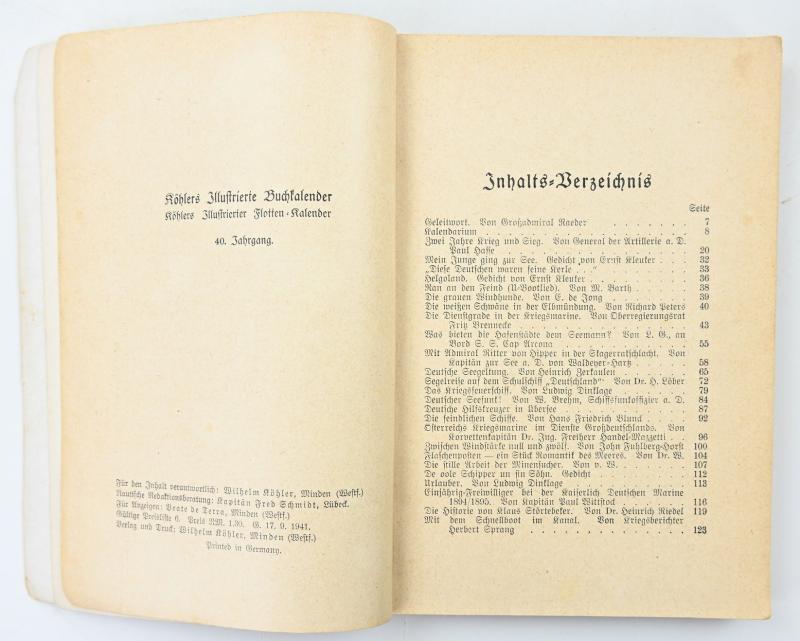 Köhlers Illustrierte Buchkalender
Köhlers Illustrierter Flotten-Kalender
40. Jahrgang.
Für den Inhalt verantwortlich: Wilhelm Köhler, Minden (Westf.)
Nautische Redaktionsberatung: Kapitän Fred Schmidt, Lübeck.
Für Anzeigen: Beate de Terra, Minden (Westf.)
Gültige Preisliste 6. Preis RM. 1.30. G. 17. 9. 1941.
Verlag und Druck: Wilhelm Köhler, Minden (Westf.)
Printed in Germany.
Inhalts-Verzeichnis
Seite
Geleitwort. Von Großadmiral Raeder . . . . . . . 7
Kalendarium . . . . . . . . . . . . . . 8
Zwei Jahre Krieg und Sieg. Von General der Artillerie a. D.
Paul Hasse . . . . . . . . . . . . . 20
Mein Junge ging zur See. Gedicht von Ernst Kleuker . . . 32
„Diese Deutschen waren feine Kerle . . .“ . . . . . 33
Helgoland. Gedicht von Ernst Kleuker . . . . . . 36
Ran an den Feind (U-Bootlied). Von M. Barth . . . . 38
Die grauen Windhunde. Von E. de Jong . . . . . . 39
Die weißen Schwäne in der Elbmündung. Von Richard Peters 40
Die Dienstgrade in der Kriegsmarine. Von Oberregierungsrat
Fritz Brennecke . . . . . . . . . . . . 43
Was bieten die Hafenstädte dem Seemann? Von L. G., an
Bord S. S. Cap Arcona . . . . . . . . . . 55
Mit Admiral Ritter von Hipper in der Skagerrakschlacht. Von
Kapitän zur See a. D. von Waldeyer-Hartz . . . . 58
Deutsche Seegeltung. Von Heinrich Zerkaulen . . . . . 65
Segelreise auf dem Schulschiff „Deutschland“. Von Dr. H. Löher 72
Das Kriegsfeuerschiff. Von Ludwig Dinklage . . . . . 79
Deutscher Seefunk! Von W. Brehm, Schiffsfunkoffizier a. D. 84
Deutsche Hilfskreuzer in Übersee . . . . . . . . 87
Die feindlichen Schiffe. Von Hans Friedrich Blunck . . . 92
Österreichs Kriegsmarine im Dienste Großdeutschlands. Von
Korvettenkapitän Dr. Ing. Freiherr Handel-Mazzetti . . 96
Zwischen Windstärke null und zwölf. Von John Fuhlberg-Horst 100
Flaschenposten — ein Stück Romantik des Meeres. Von Dr. W. 104
Die stille Arbeit der Minensucher. Von v. W. . . . . . 107
De oole Schipper un sin Söhn. Gedicht . . . . . . 112
Urlauber. Von Ludwig Dinklage . . . . . . . . 113
Einjährig-Freiwilliger bei der Kaiserlich Deutschen Marine
1894/1895. Von Kapitän Paul Wittstock . . . . . 116
Die Historie von Klaus Störtebeker. Von Dr. Heinrich Riedel 119
Mit dem Schnellboot im Kanal. Von Kriegsberichter
Herbert Sprang . . . . . . . . . . . . 123